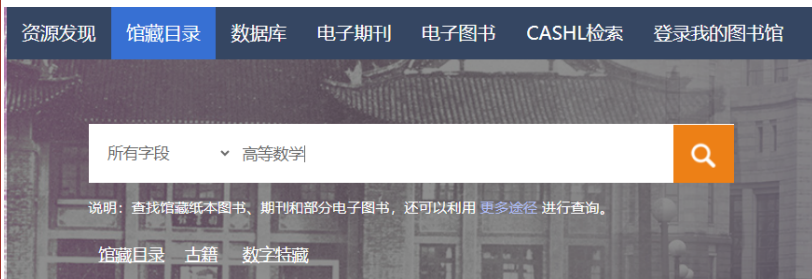 资源发现 馆藏目录 数据库 电子期刊 电子图书 CASHL检索 登录我的图书馆
所有字段 高等数学
说明：查找馆藏纸本图书、期刊和部分电子图书，还可以利用 更多途径 进行查询。
馆藏目录 古籍 数字特藏